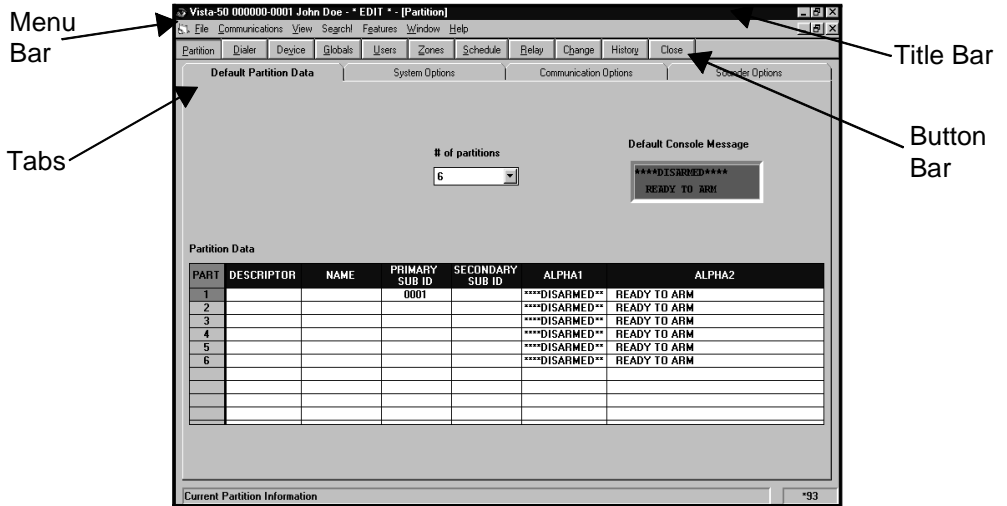 Menu Bar
Title Bar
Button Bar
Tabs
Vista-50 000000-0001 John Doe - * EDIT * - [Partition]
File Communications View Search! Features Window Help
Partition Dialer Device Globals Users Zones Schedule Relay Change History Close
Default Partition Data System Options Communication Options Sounder Options
# of partitions
6
Default Console Message
****DISARMED****
READY TO ARM
Partition Data
PART DESCRIPTOR NAME PRIMARY SUB ID SECONDARY SUB ID ALPHA1 ALPHA2
1 0001 ****DISARMED** READY TO ARM
2 ****DISARMED** READY TO ARM
3 ****DISARMED** READY TO ARM
4 ****DISARMED** READY TO ARM
5 ****DISARMED** READY TO ARM
6 ****DISARMED** READY TO ARM
Current Partition Information *93